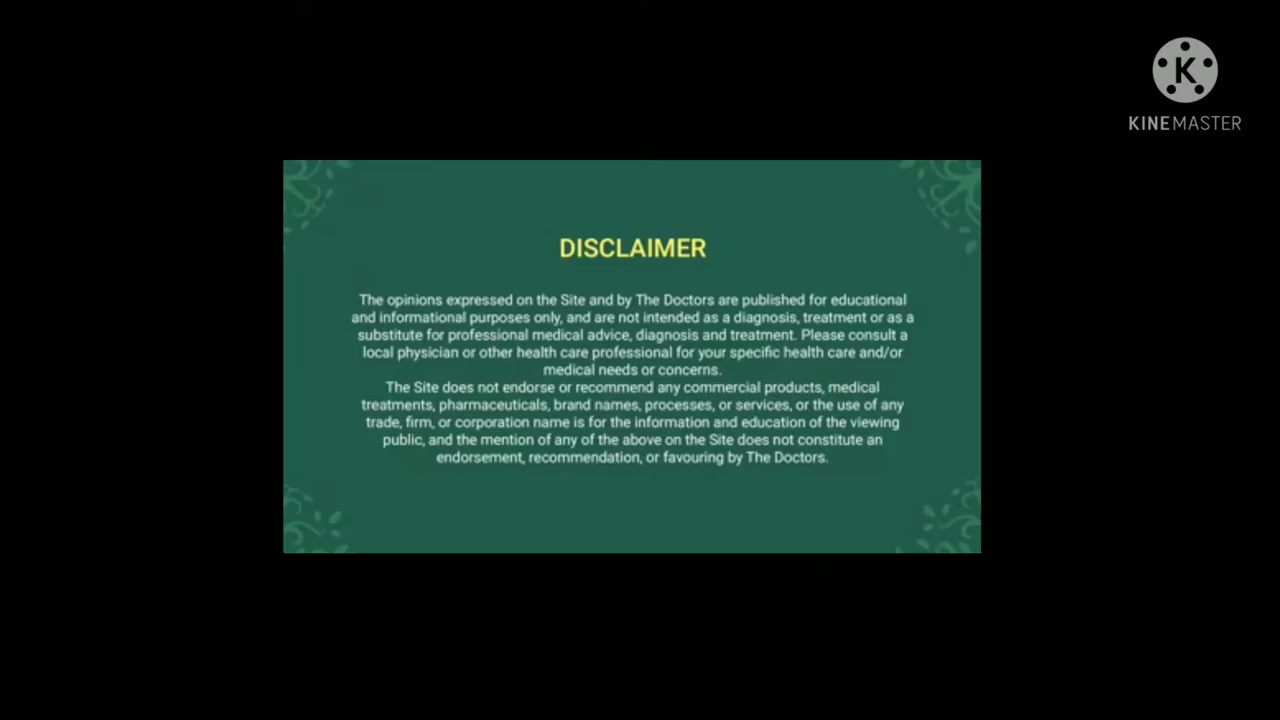 K
KINEMASTER
DISCLAIMER
The opinions expressed on the Site and by The Doctors are published for educational
and informational purposes only, and are not intended as a diagnosis, treatment or as a
substitute for professional medical advice, diagnosis and treatment. Please consult a
local physician or other health care professional for your specific health care and/or
medical needs or concerns.
The Site does not endorse or recommend any commercial products, medical
treatments, pharmaceuticals, brand names, processes, or services, or the use of any
trade, firm, or corporation name is for the information and education of the viewing
public, and the mention of any of the above on the Site does not constitute an
endorsement, recommendation, or favouring by The Doctors.